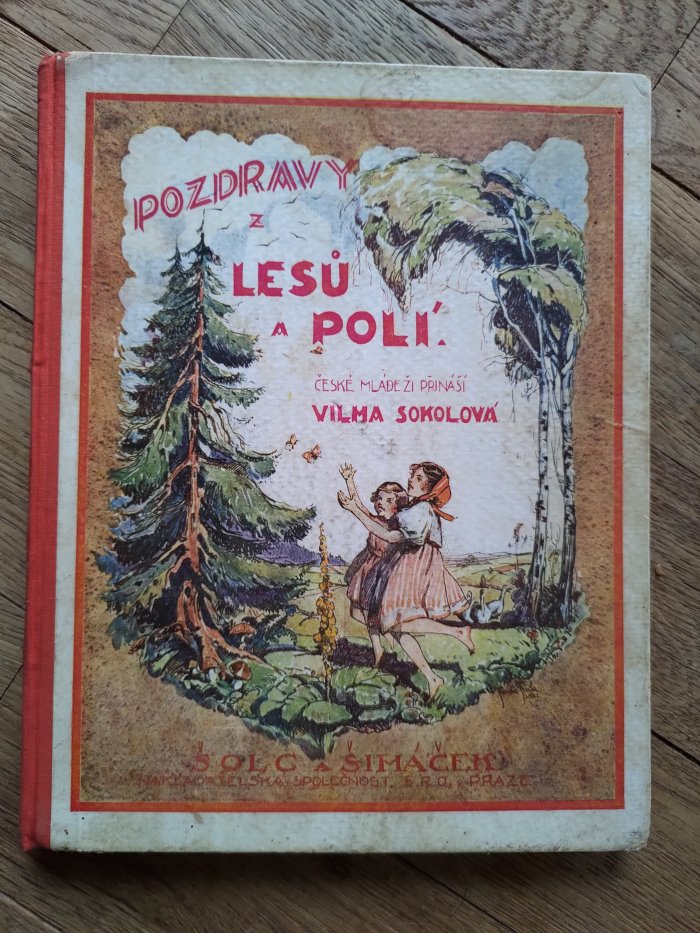 POZDRAVY
Z
LESŮ
A POLÍ.
ČESKÉ MLÁDEŽI PŘINÁŠÍ
VILMA SOKOLOVÁ
ŠOLC A ŠIMÁČEK
NAKLADATELSKÁ SPOLEČNOST, S.R.O. V PRAZE